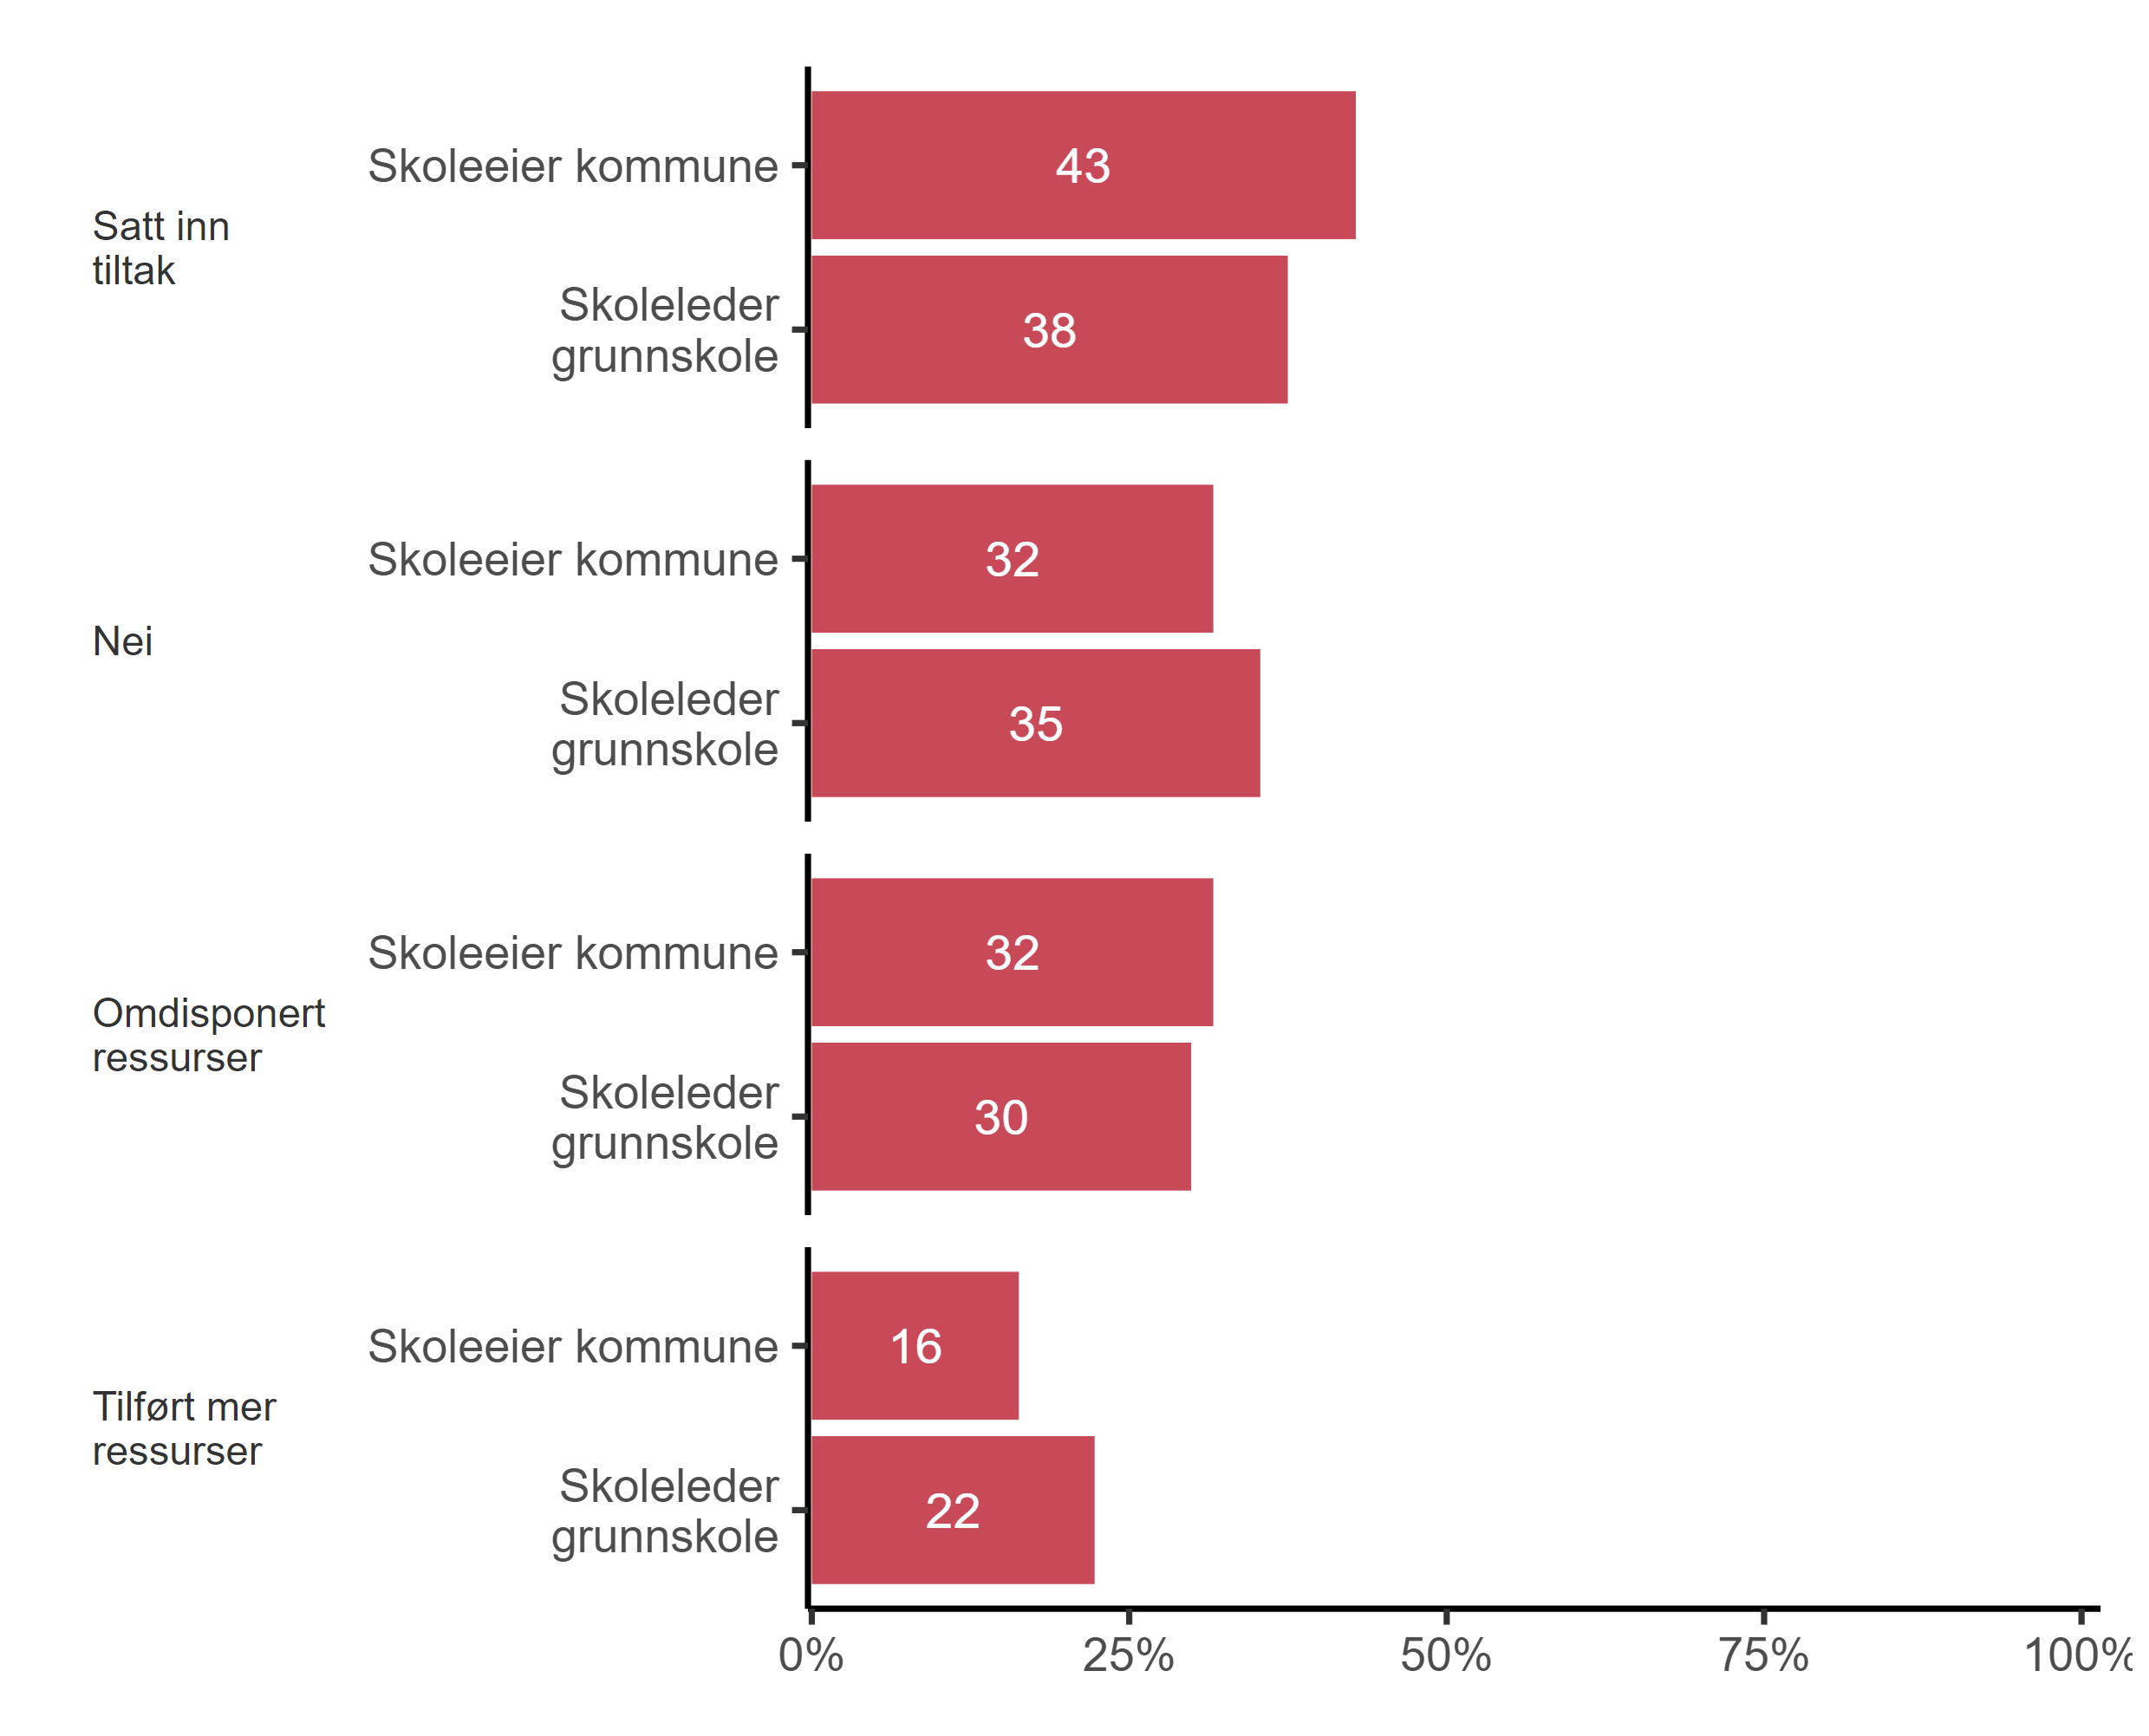 Satt inn
tiltak
Skoleeier kommune
43
Skoleleder
grunnskole
38
Nei
Skoleeier kommune
32
Skoleleder
grunnskole
35
Omdisponert
ressurser
Skoleeier kommune
32
Skoleleder
grunnskole
30
Tilført mer
ressurser
Skoleeier kommune
16
Skoleleder
grunnskole
22
0% 25% 50% 75% 100%